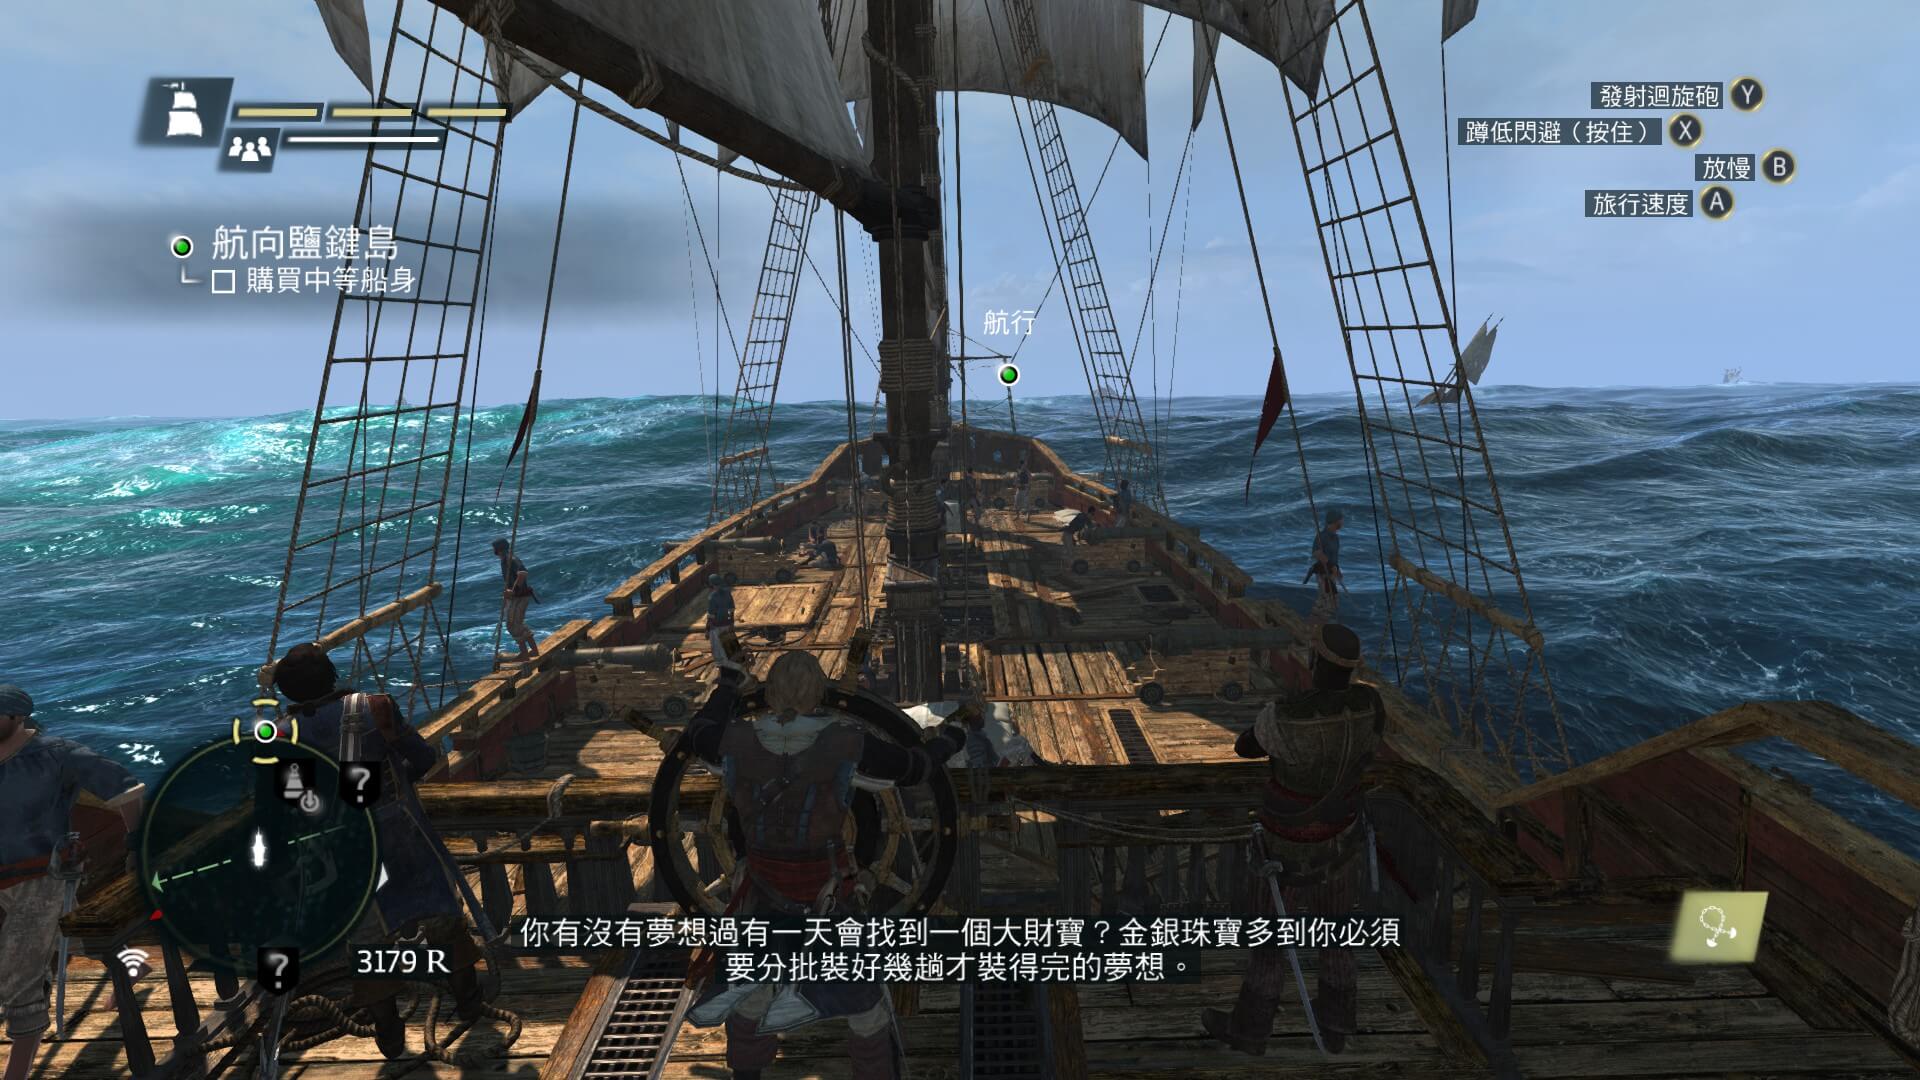 發射迴旋砲 Y
蹲低閃避（按住） X
放慢 B
旅行速度 A
航向鹽鍵島
購買中等船身
航行
?
?
3179 R
你有沒有夢想過有一天會找到一個大財寶？金銀珠寶多到你必須
要分批裝好幾趟才裝得完的夢想。